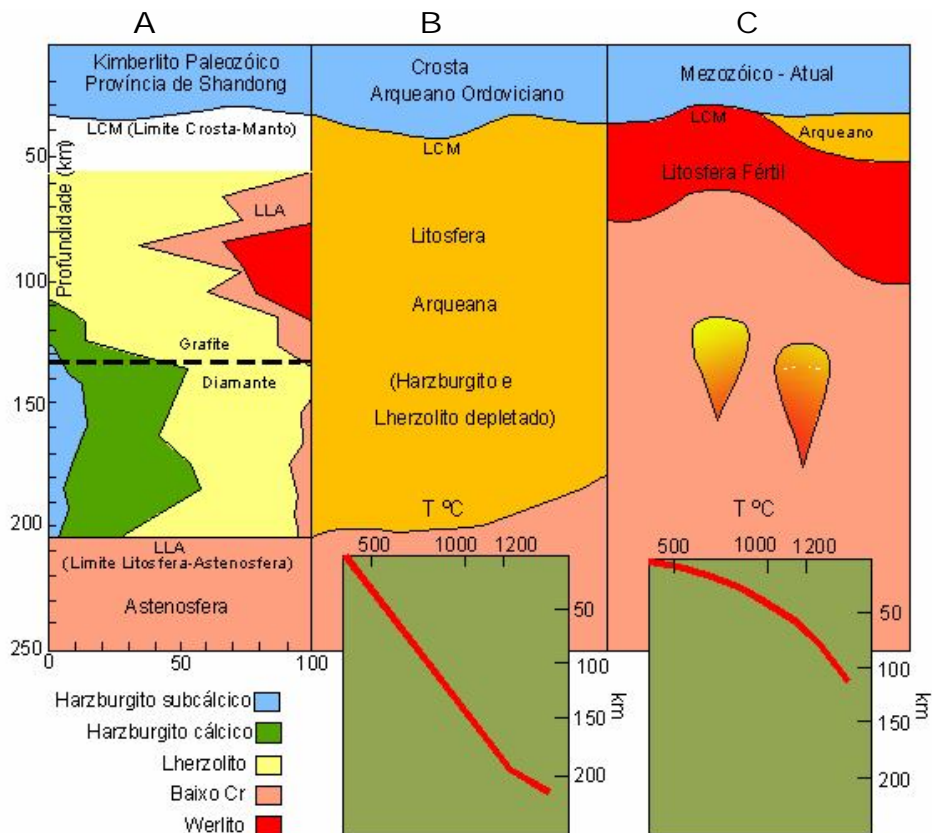 A
B
C
Kimberlito Paleozóico
Província de Shandong
LCM (Limite Crosta-Manto)
LLA
Grafite
Diamante
LLA
(Limite Litosfera-Astenosfera)
Astenosfera
Profundidade (km)
50
100
150
200
250
0
50
100
Crosta
Arqueano Ordoviciano
LCM
Litosfera
Arqueana
(Harzburgito e
Lherzolito depletado)
T ºC
500
1000
1200
50
100
150
200
km
Mezozóico - Atual
LCM
Arqueano
Litosfera Fértil
T ºC
500
1000
1200
50
100
150
200
km
Harzburgito subcálcico
Harzburgito cálcico
Lherzolito
Baixo Cr
Werlito